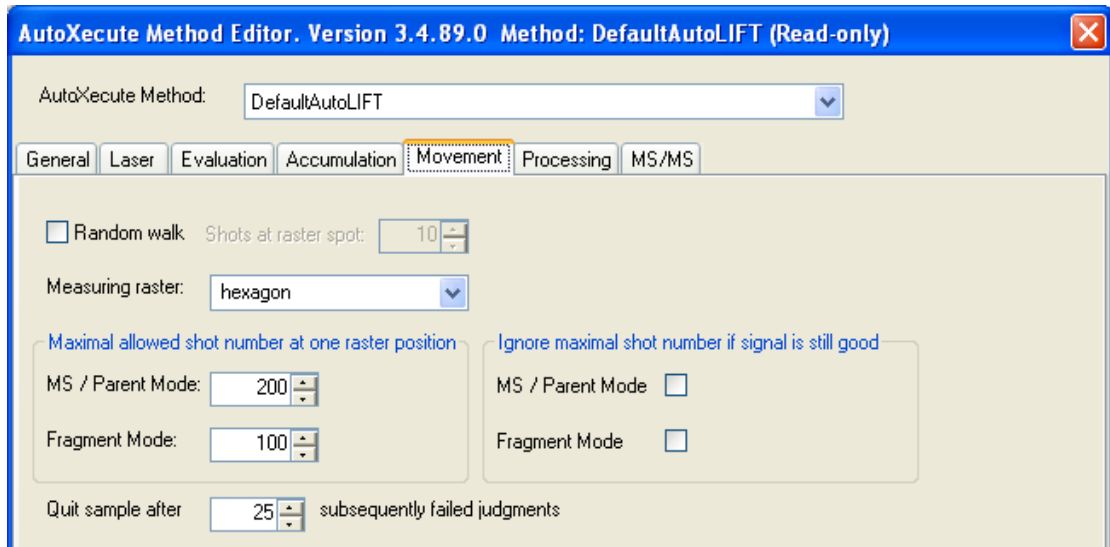 AutoXecute Method Editor. Version 3.4.89.0 Method: DefaultAutoLIFT (Read-only)
AutoXecute Method: DefaultAutoLIFT
General Laser Evaluation Accumulation Movement Processing MS/MS
Random walk Shots at raster spot: 10
Measuring raster: hexagon
Maximal allowed shot number at one raster position
MS / Parent Mode: 200
Fragment Mode: 100
Ignore maximal shot number if signal is still good
MS / Parent Mode
Fragment Mode
Quit sample after 25 subsequently failed judgments